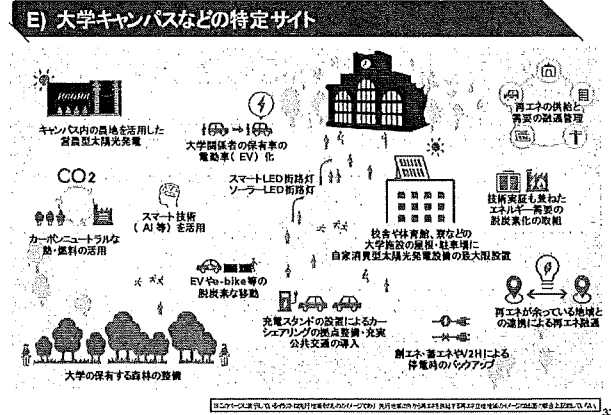 E) 大学キャンパスなどの特定サイト
キャンパス内の農地を活用した
営農型太陽光発電
大学関係者の保有車の
電動車（EV）化
再エネの供給と
需要の融通管理
スマートLED街路灯
ソーラーLED街路灯
CO2
カーボンニュートラルな
熱・燃料の活用
スマート技術
（AI等）を活用
校舎や体育館、寮などの
大学施設の屋根・駐車場に
自家消費型太陽光発電設備の最大限設置
技術実証も兼ねた
エネルギー需要の
脱炭素化の取組
EVやe-bike等の
脱炭素な移動
充電スタンドの設置によるカー
シェアリングの拠点整備・充実
公共交通の導入
再エネが余っている地域と
の連携による再エネ融通
創エネ・蓄エネやV2Hによる
停電時のバックアップ
大学の保有する森林の整備